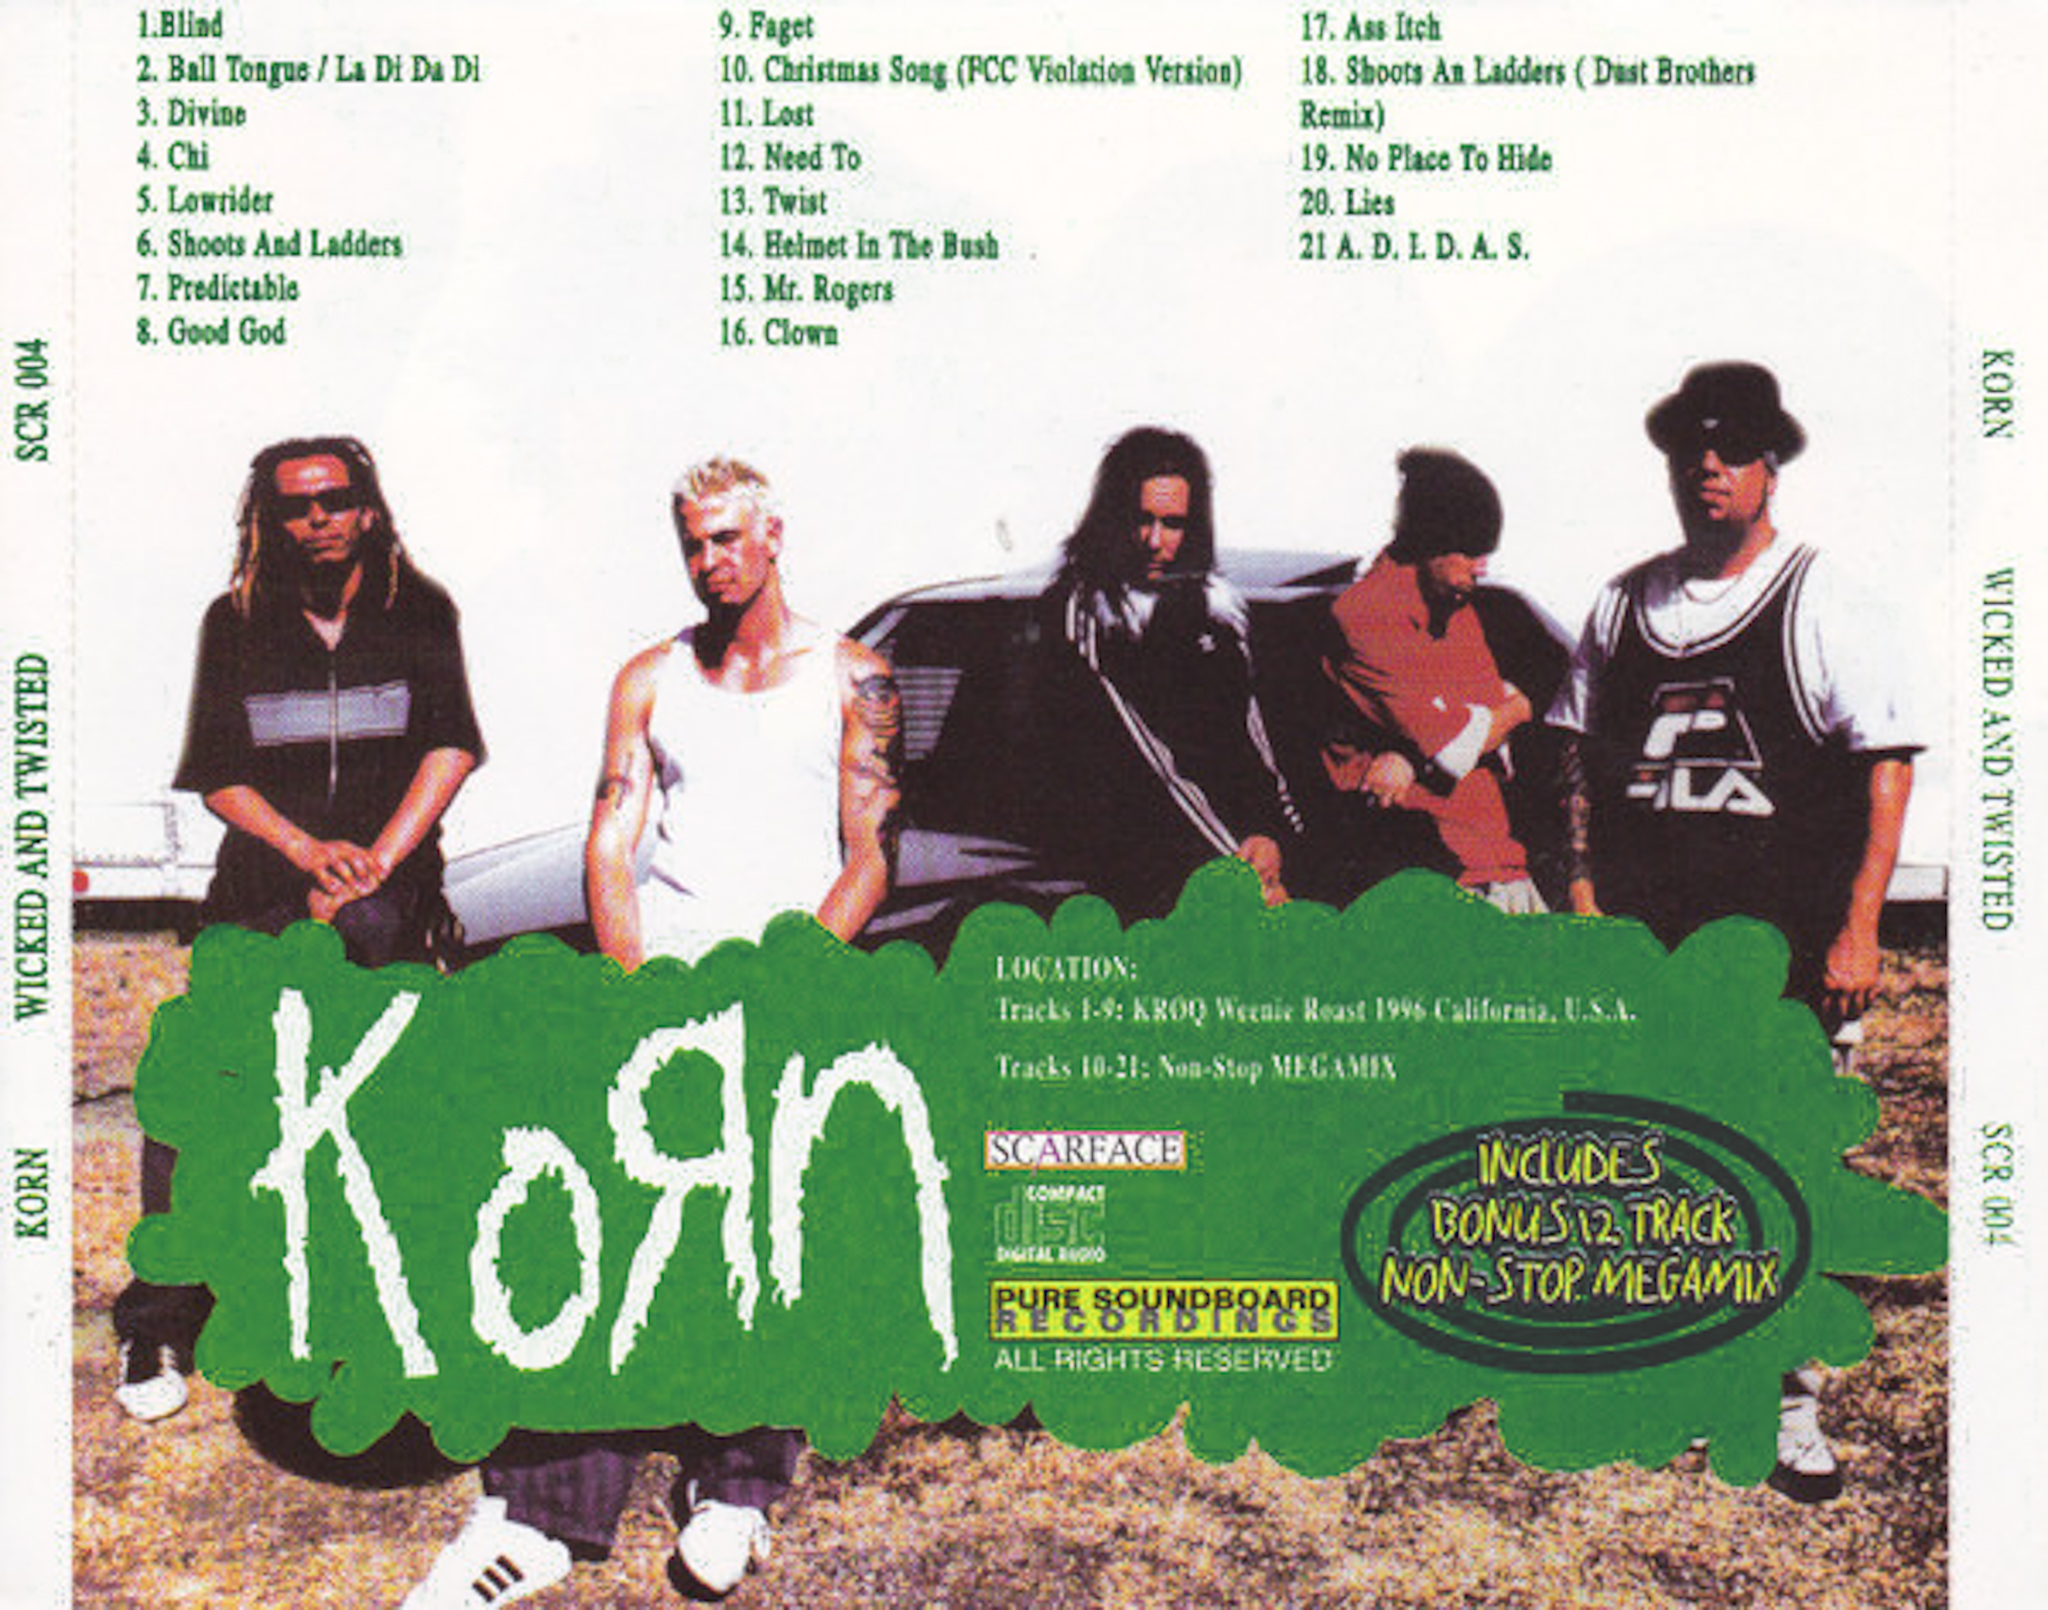 1.Blind
2. Ball Tongue / La Di Da Di
3. Divine
4. Chi
5. Lowrider
6. Shoots And Ladders
7. Predictable
8. Good God
9. Faget
10. Christmas Song (FCC Violation Version)
11. Lost
12. Need To
13. Twist
14. Helmet In The Bush
15. Mr. Rogers
16. Clown
17. Ass Itch
18. Shoots An Ladders ( Dust Brothers
Remix)
19. No Place To Hide
20. Lies
21 A. D. I. D. A. S.
KORN WICKED AND TWISTED SCR 004
KORN WICKED AND TWISTED SCR 004
FILA
LOCATION:
Tracks 1-9: KROQ Weenie Roast 1996 California, U.S.A.
Tracks 10-21: Non-Stop MEGAMIX
KoЯn
SCARFACE
COMPACT
disc
DIGITAL AUDIO
PURE SOUNDBOARD
RECORDINGS
ALL RIGHTS RESERVED
INCLUDES
BONUS 12 TRACK
NON-STOP MEGAMIX